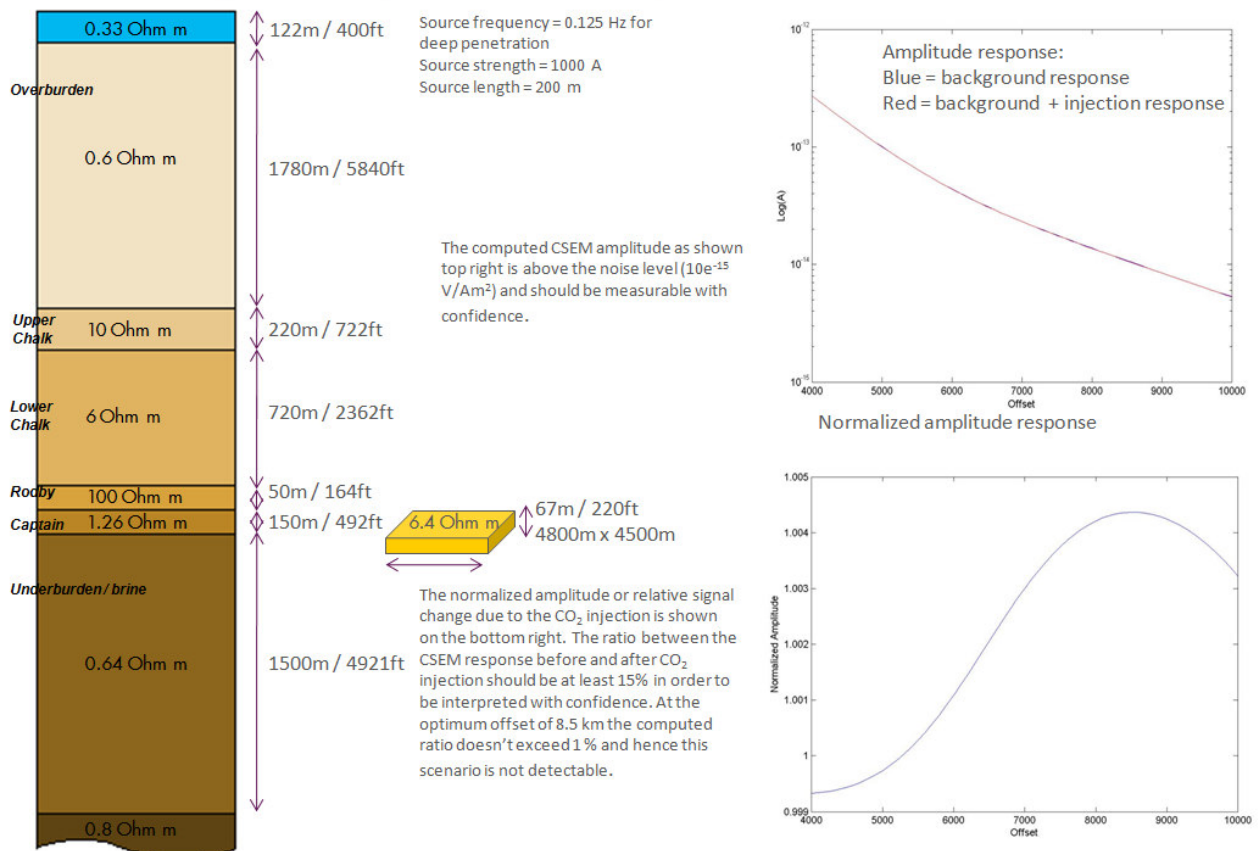 0.33 Ohm m
122m / 400ft
Overburden
0.6 Ohm m
1780m / 5840ft
Upper
Chalk
10 Ohm m
220m / 722ft
Lower
Chalk
6 Ohm m
720m / 2362ft
Rodby
100 Ohm m
50m / 164ft
Captain
1.26 Ohm m
150m / 492ft
Underburden / brine
0.64 Ohm m
1500m / 4921ft
0.8 Ohm m
Source frequency = 0.125 Hz for
deep penetration
Source strength = 1000 A
Source length = 200 m
The computed CSEM amplitude as shown
top right is above the noise level (10e⁻¹⁵
V/Am²) and should be measurable with
confidence.
6.4 Ohm m
67m / 220ft
4800m x 4500m
The normalized amplitude or relative signal
change due to the CO₂ injection is shown
on the bottom right. The ratio between the
CSEM response before and after CO₂
injection should be at least 15% in order to
be interpreted with confidence. At the
optimum offset of 8.5 km the computed
ratio doesn't exceed 1% and hence this
scenario is not detectable.
Amplitude response:
Blue = background response
Red = background + injection response
Log(A)
10⁻¹²
10⁻¹³
10⁻¹⁴
10⁻¹⁵
4000 5000 6000 7000 8000 9000 10000
Offset
Normalized amplitude response
Normalized Amplitude
1.005
1.004
1.003
1.002
1.001
1
0.999
4000 5000 6000 7000 8000 9000 10000
Offset